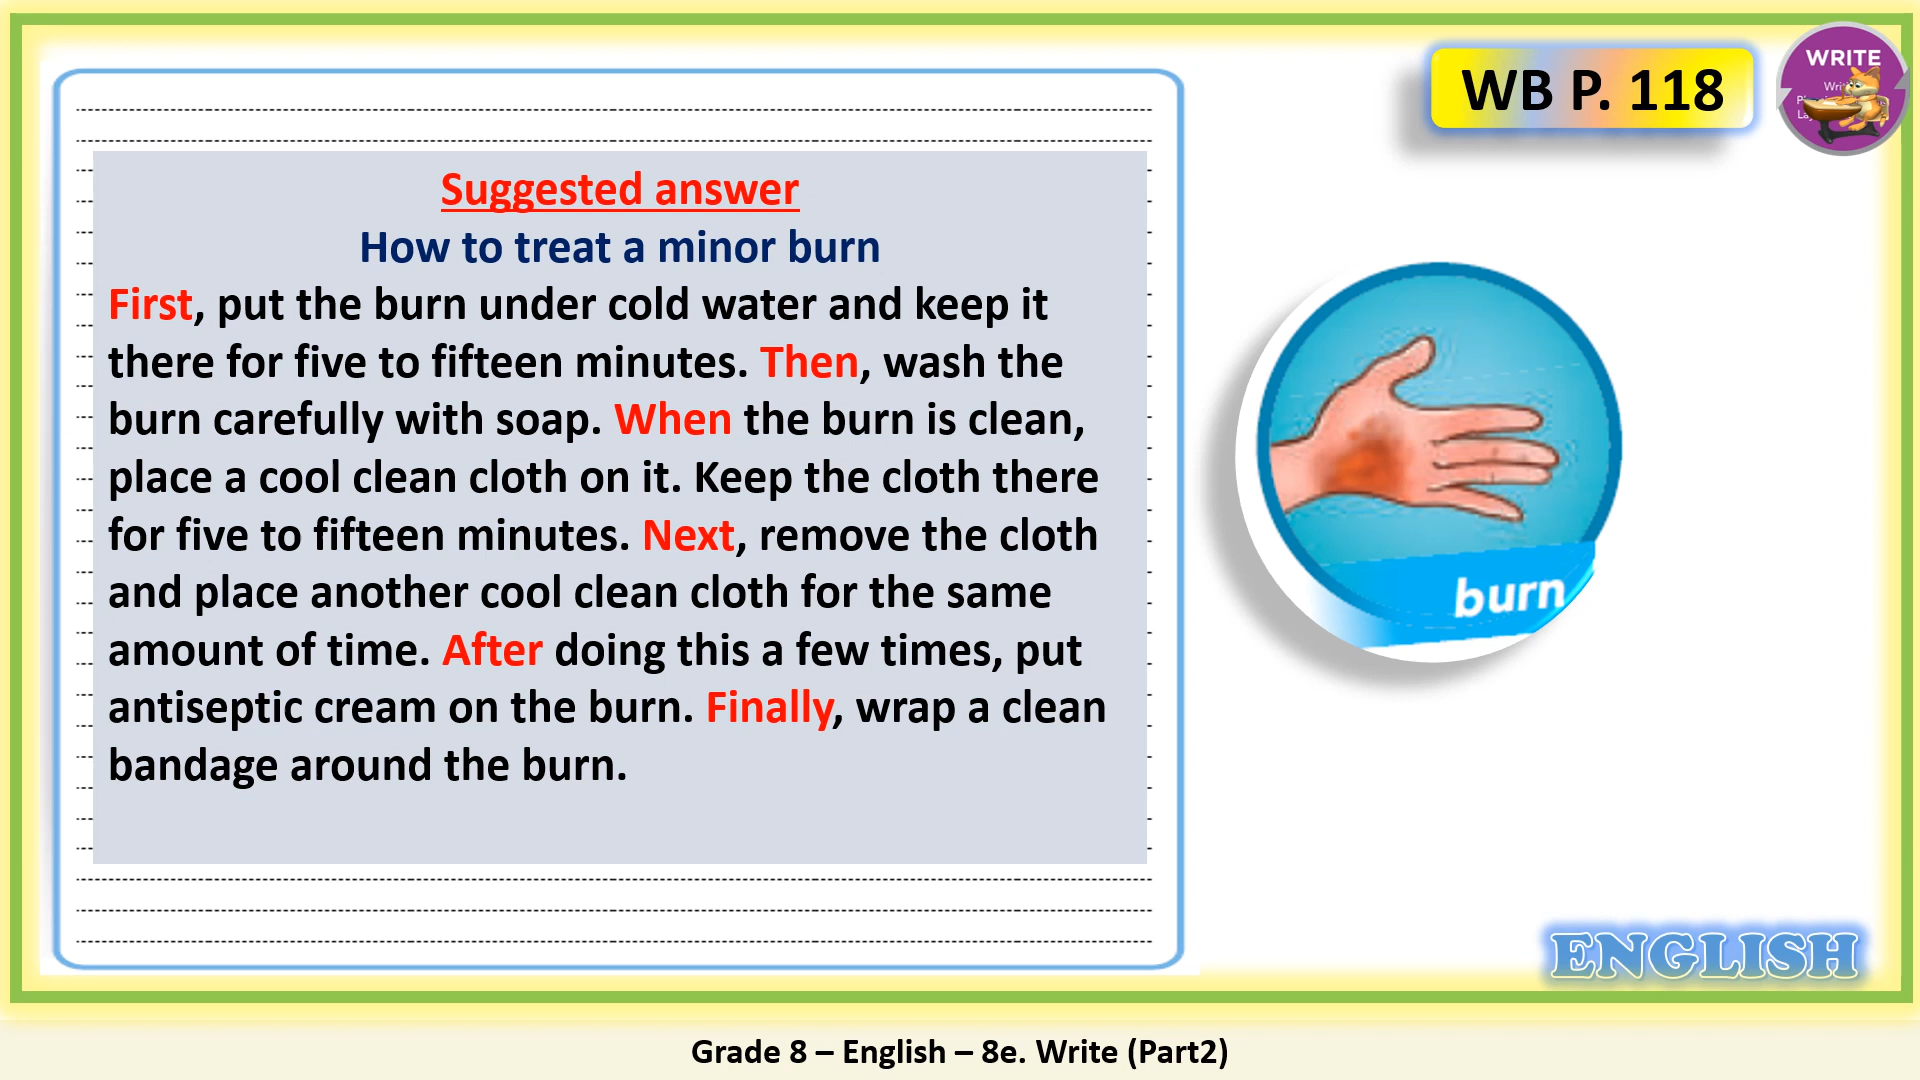 WB P. 118
WRITE
Suggested answer
How to treat a minor burn
First, put the burn under cold water and keep it
there for five to fifteen minutes. Then, wash the
burn carefully with soap. When the burn is clean,
place a cool clean cloth on it. Keep the cloth there
for five to fifteen minutes. Next, remove the cloth
and place another cool clean cloth for the same
amount of time. After doing this a few times, put
antiseptic cream on the burn. Finally, wrap a clean
bandage around the burn.
burn
ENGLISH
Grade 8 – English – 8e. Write (Part2)